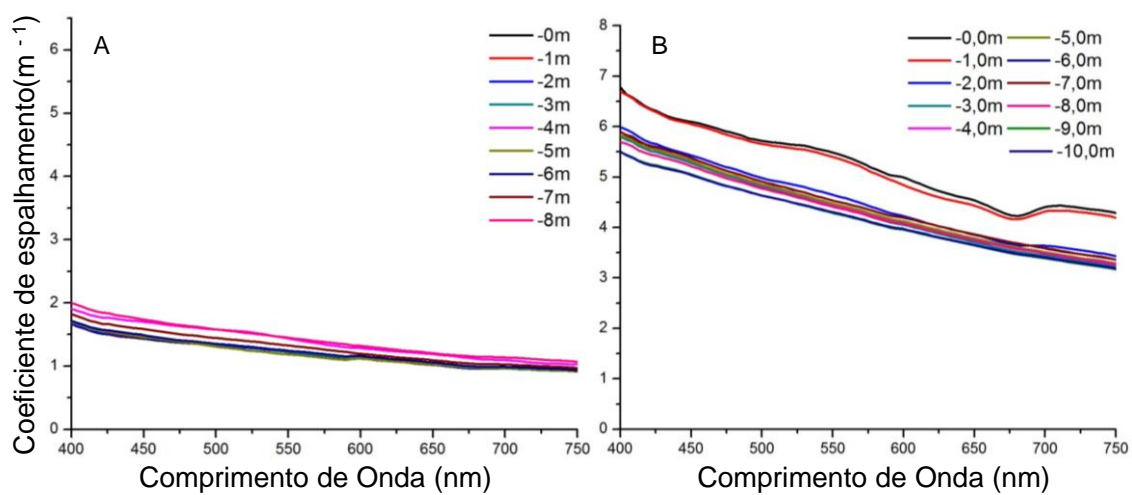 Coeficiente de espalhamento(m - 1)
A
6
5
4
3
2
1
0
-0m
-1m
-2m
-3m
-4m
-5m
-6m
-7m
-8m
400 450 500 550 600 650 700 750
Comprimento de Onda (nm)
B
8
7
6
5
4
3
2
1
0
-0,0m -5,0m
-1,0m -6,0m
-2,0m -7,0m
-3,0m -8,0m
-4,0m -9,0m
-10,0m
400 450 500 550 600 650 700 750
Comprimento de Onda (nm)